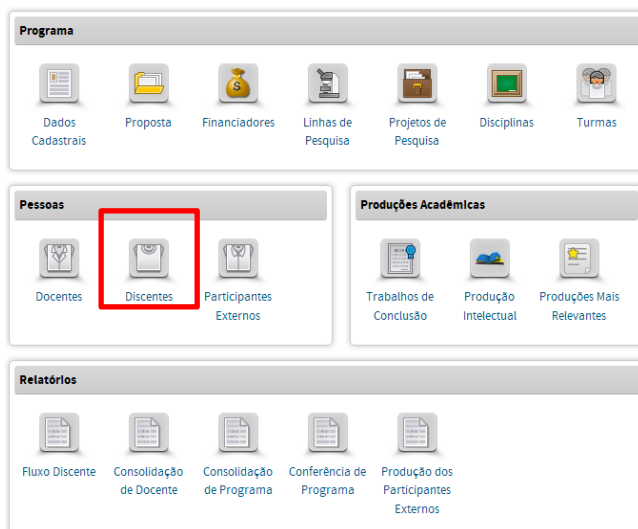 Programa
Dados Cadastrais
Proposta
Financiadores
Linhas de Pesquisa
Projetos de Pesquisa
Disciplinas
Turmas
Pessoas
Docentes
Discentes
Participantes Externos
Produções Acadêmicas
Trabalhos de Conclusão
Produção Intelectual
Produções Mais Relevantes
Relatórios
Fluxo Discente
Consolidação de Docente
Consolidação de Programa
Conferência de Programa
Produção dos Participantes Externos